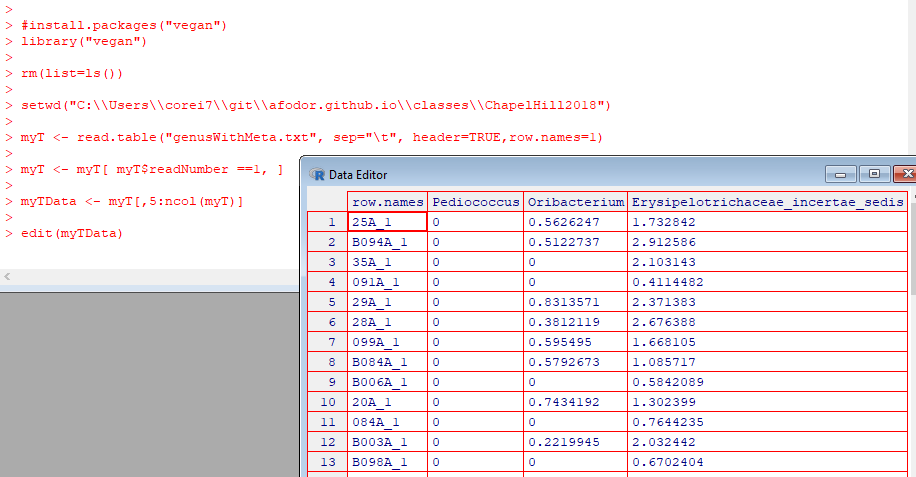 >
> #install.packages("vegan")
> library("vegan")
>
> rm(list=ls())
>
> setwd("C:\\Users\\corei7\\git\\afodor.github.io\\classes\\ChapelHill2018")
>
> myT <- read.table("genusWithMeta.txt", sep="\t", header=TRUE,row.names=1)
>
> myT <- myT[ myT$readNumber ==1, ]
>
> myTData <- myT[,5:ncol(myT)]
>
> edit(myTData)
Data Editor
row.names Pediococcus Oribacterium Erysipelotrichaceae_incertae_sedis
1 25A_1 0 0.5626247 1.732842
2 B094A_1 0 0.5122737 2.912586
3 35A_1 0 0 2.103143
4 091A_1 0 0 0.4114482
5 29A_1 0 0.8313571 2.371383
6 28A_1 0 0.3812119 2.676388
7 099A_1 0 0.595495 1.668105
8 B084A_1 0 0.5792673 1.085717
9 B006A_1 0 0 0.5842089
10 20A_1 0 0.7434192 1.302399
11 084A_1 0 0 0.7644235
12 B003A_1 0 0.2219945 2.032442
13 B098A_1 0 0 0.6702404